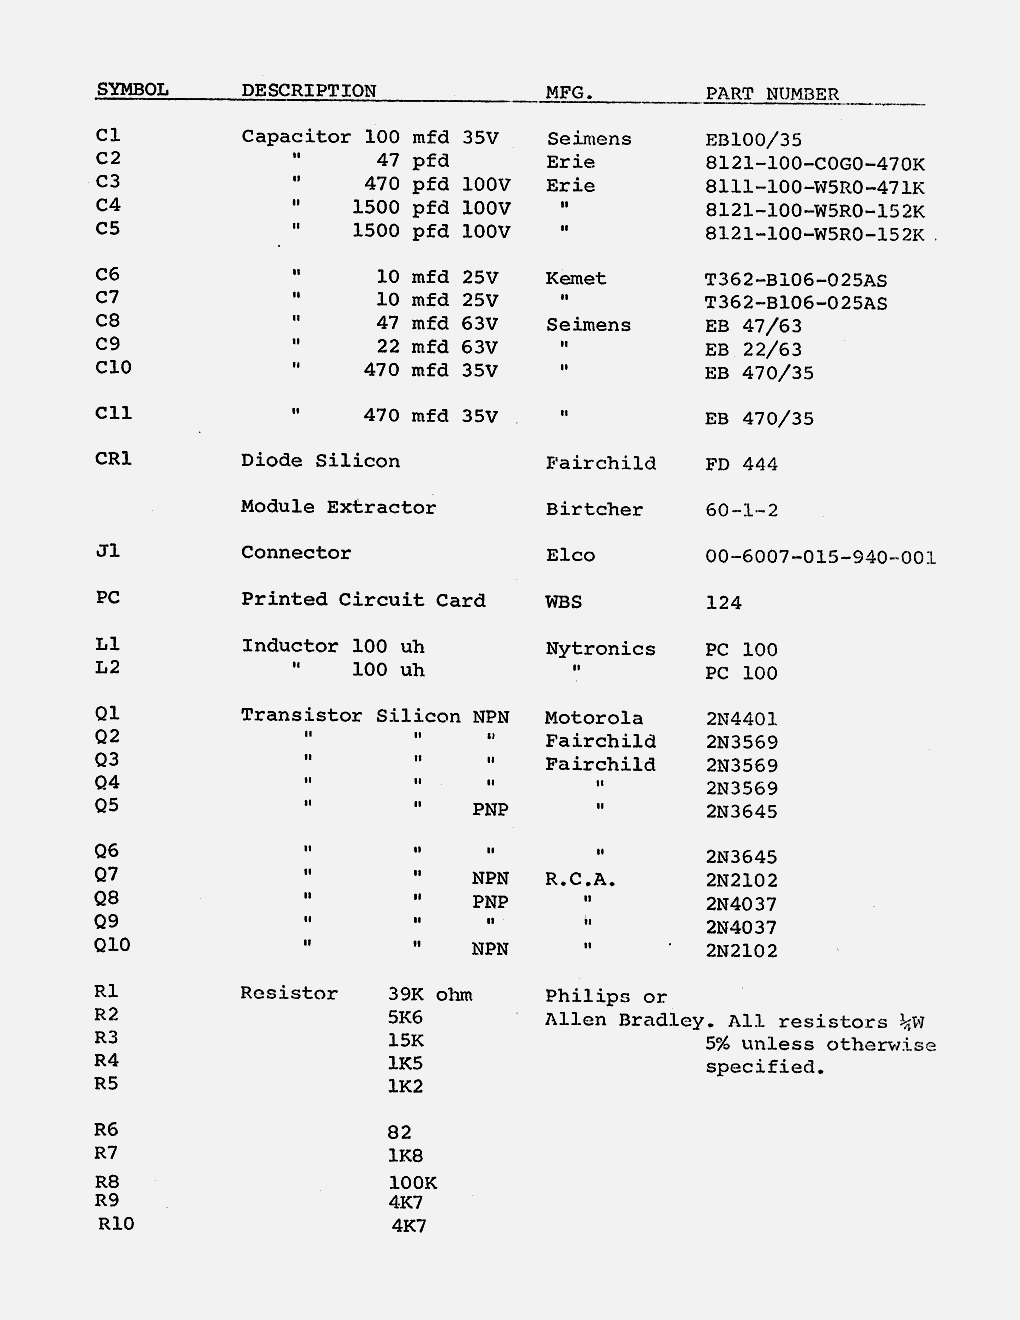 SYMBOL DESCRIPTION MFG. PART NUMBER
C1 Capacitor 100 mfd 35V Seimens EB100/35
C2 " 47 pfd Erie 8121-100-COGO-470K
C3 " 470 pfd 100V Erie 8111-100-W5RO-471K
C4 " 1500 pfd 100V " 8121-100-W5RO-152K
C5 " 1500 pfd 100V " 8121-100-W5RO-152K
C6 " 10 mfd 25V Kemet T362-B106-025AS
C7 " 10 mfd 25V " T362-B106-025AS
C8 " 47 mfd 63V Seimens EB 47/63
C9 " 22 mfd 63V " EB 22/63
C10 " 470 mfd 35V " EB 470/35
C11 " 470 mfd 35V " EB 470/35
CR1 Diode Silicon Fairchild FD 444
Module Extractor Birtcher 60-1-2
J1 Connector Elco 00-6007-015-940-001
PC Printed Circuit Card WBS 124
L1 Inductor 100 uh Nytronics PC 100
L2 " 100 uh " PC 100
Q1 Transistor Silicon NPN Motorola 2N4401
Q2 " " " Fairchild 2N3569
Q3 " " " Fairchild 2N3569
Q4 " " " " 2N3569
Q5 " " PNP " 2N3645
Q6 " " " " 2N3645
Q7 " " NPN R.C.A. 2N2102
Q8 " " PNP " 2N4037
Q9 " " " " 2N4037
Q10 " " NPN " 2N2102
R1 Resistor 39K ohm Philips or
R2 5K6 Allen Bradley. All resistors ¼W
R3 15K 5% unless otherwise
R4 1K5 specified.
R5 1K2
R6 82
R7 1K8
R8 100K
R9 4K7
R10 4K7